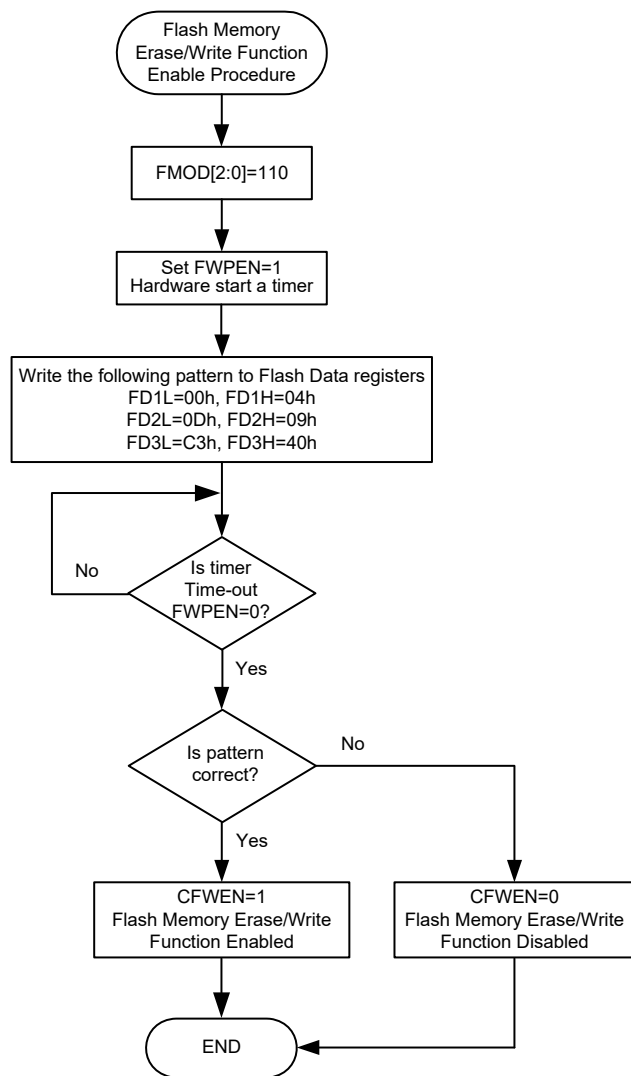 Flash Memory
Erase/Write Function
Enable Procedure
FMOD[2:0]=110
Set FWPEN=1
Hardware start a timer
Write the following pattern to Flash Data registers
FD1L=00h, FD1H=04h
FD2L=0Dh, FD2H=09h
FD3L=C3h, FD3H=40h
No
Is timer
Time-out
FWPEN=0?
Yes
Is pattern
correct?
No
Yes
CFWEN=1
Flash Memory Erase/Write
Function Enabled
CFWEN=0
Flash Memory Erase/Write
Function Disabled
END